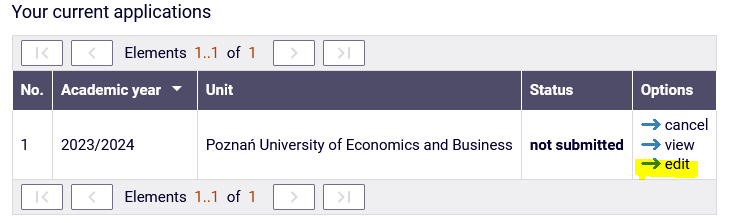 Your current applications
Elements 1..1 of 1
No. Academic year Unit Status Options
1 2023/2024 Poznań University of Economics and Business not submitted cancel
view
edit
Elements 1..1 of 1